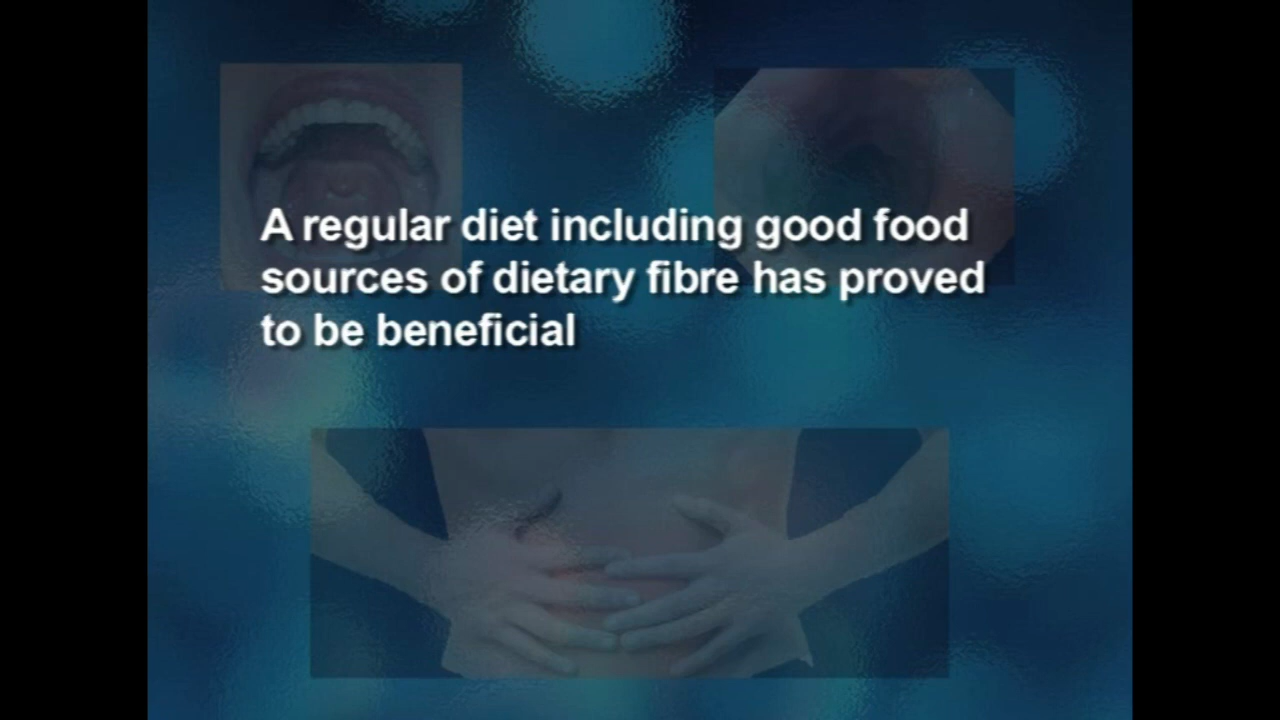 A regular diet including good food
sources of dietary fibre has proved
to be beneficial